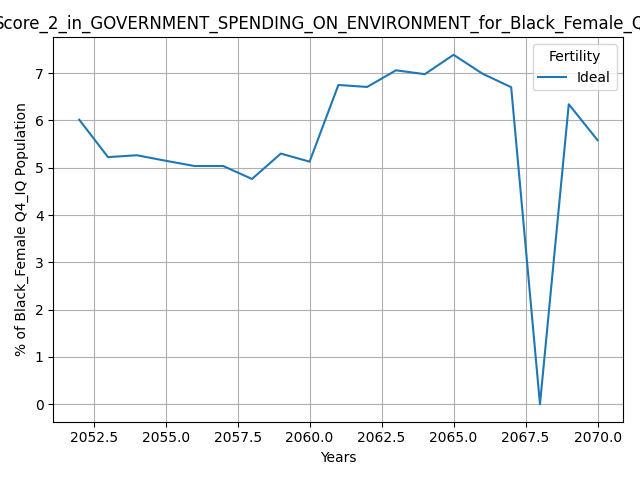 Score_2_in_GOVERNMENT_SPENDING_ON_ENVIRONMENT_for_Black_Female_Q
Fertility
Ideal
% of Black_Female Q4_IQ Population
7
6
5
4
3
2
1
0
2052.5 2055.0 2057.5 2060.0 2062.5 2065.0 2067.5 2070.0
Years